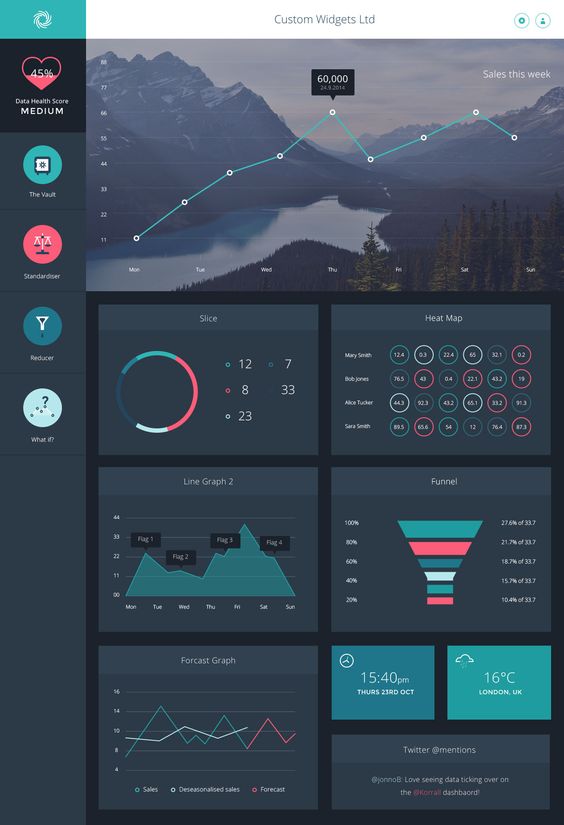 Custom Widgets Ltd
45%
Data Health Score
MEDIUM
The Vault
Standardiser
Reducer
What if?
Sales this week
60,000
24.9.2014
88
77
66
55
44
33
22
11
Mon Tue Wed Thu Fri Sat Sun
Slice
12 7
8 33
23
Heat Map
Mary Smith 12.4 0.3 22.4 65 32.1 0.2
Bob Jones 76.5 43 0.4 22.1 43.2 19
Alice Tucker 44.3 92.3 43.2 65.1 33.2 91.3
Sara Smith 89.5 65.6 54 12 76.4 87.3
Line Graph 2
44
33
22
11
00
Flag 1
Flag 2
Flag 3
Flag 4
Mon Tue Wed Thu Fri Sat Sun
Funnel
100% 27.6% of 33.7
80% 21.7% of 33.7
60% 18.7% of 33.7
40% 15.7% of 33.7
20% 10.4% of 33.7
Forcast Graph
16
14
10
8
4
Sales Deseasonalised sales Forecast
15:40pm
THURS 23RD OCT
16°C
LONDON, UK
Twitter @mentions
@jonnoB: Love seeing data ticking over on
the @Korrall dashbaord!